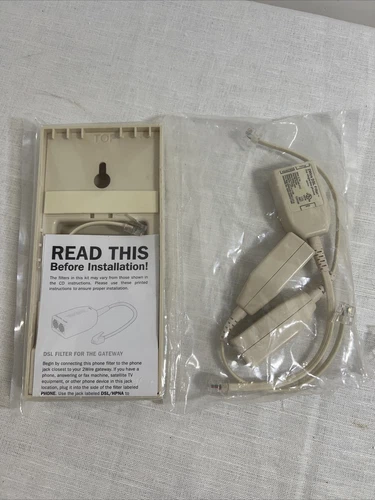 TOP
READ THIS
Before Installation!
The filters in this kit may vary from those shown in
the CD instructions. Please use these printed
instructions to ensure proper installation.
DSL FILTER FOR THE GATEWAY
Begin by connecting this phone filter to the phone
jack closest to your 2Wire gateway. If you have a
phone, answering or fax machine, satellite TV
equipment, or other phone device in this jack
location, plug it into the side of the filter labeled
PHONE. Use the jack labeled DSL/HPNA to